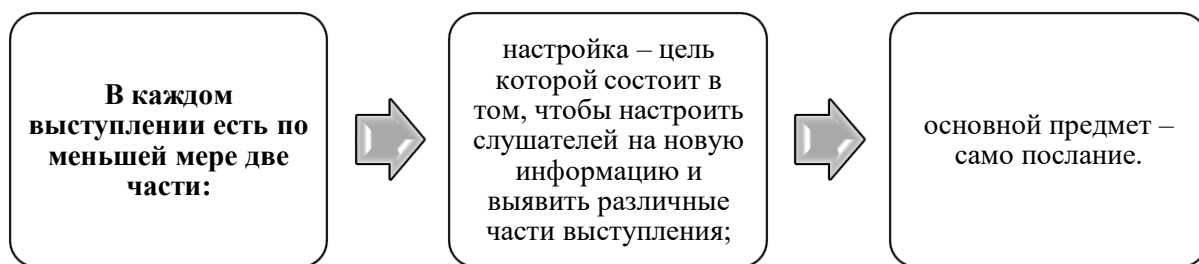 В каждом
выступлении есть по
меньшей мере две
части:
настройка – цель
которой состоит в
том, чтобы настроить
слушателей на новую
информацию и
выявить различные
части выступления;
основной предмет –
само послание.